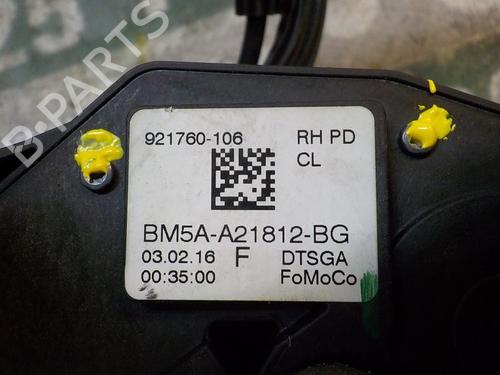 921760-106 RH PD
CL
BM5A-A21812-BG
03.02.16 F DTSGA
00:35:00 FoMoCo
B-PARTS